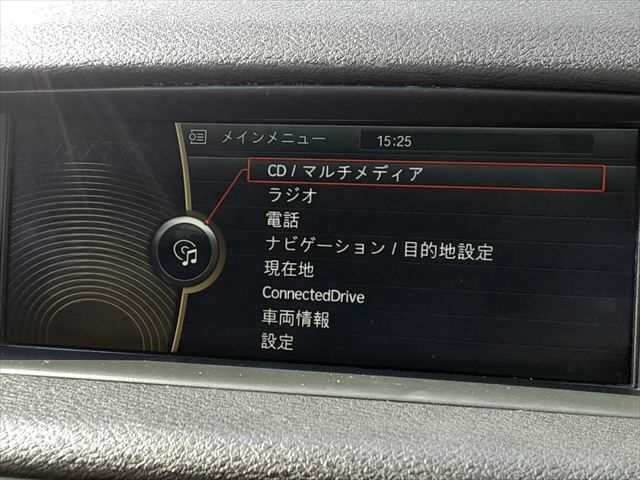 メインメニュー 15:25
CD / マルチメディア
ラジオ
電話
ナビゲーション / 目的地設定
現在地
ConnectedDrive
車両情報
設定